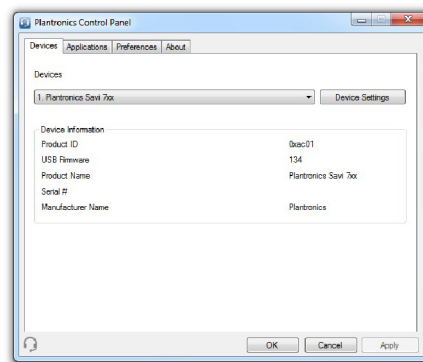 Plantronics Control Panel
Devices Applications Preferences About
Devices
1. Plantronics Savi 7xx Device Settings
Device Information
Product ID 0xac01
USB Firmware 134
Product Name Plantronics Savi 7xx
Serial #
Manufacturer Name Plantronics
OK Cancel Apply